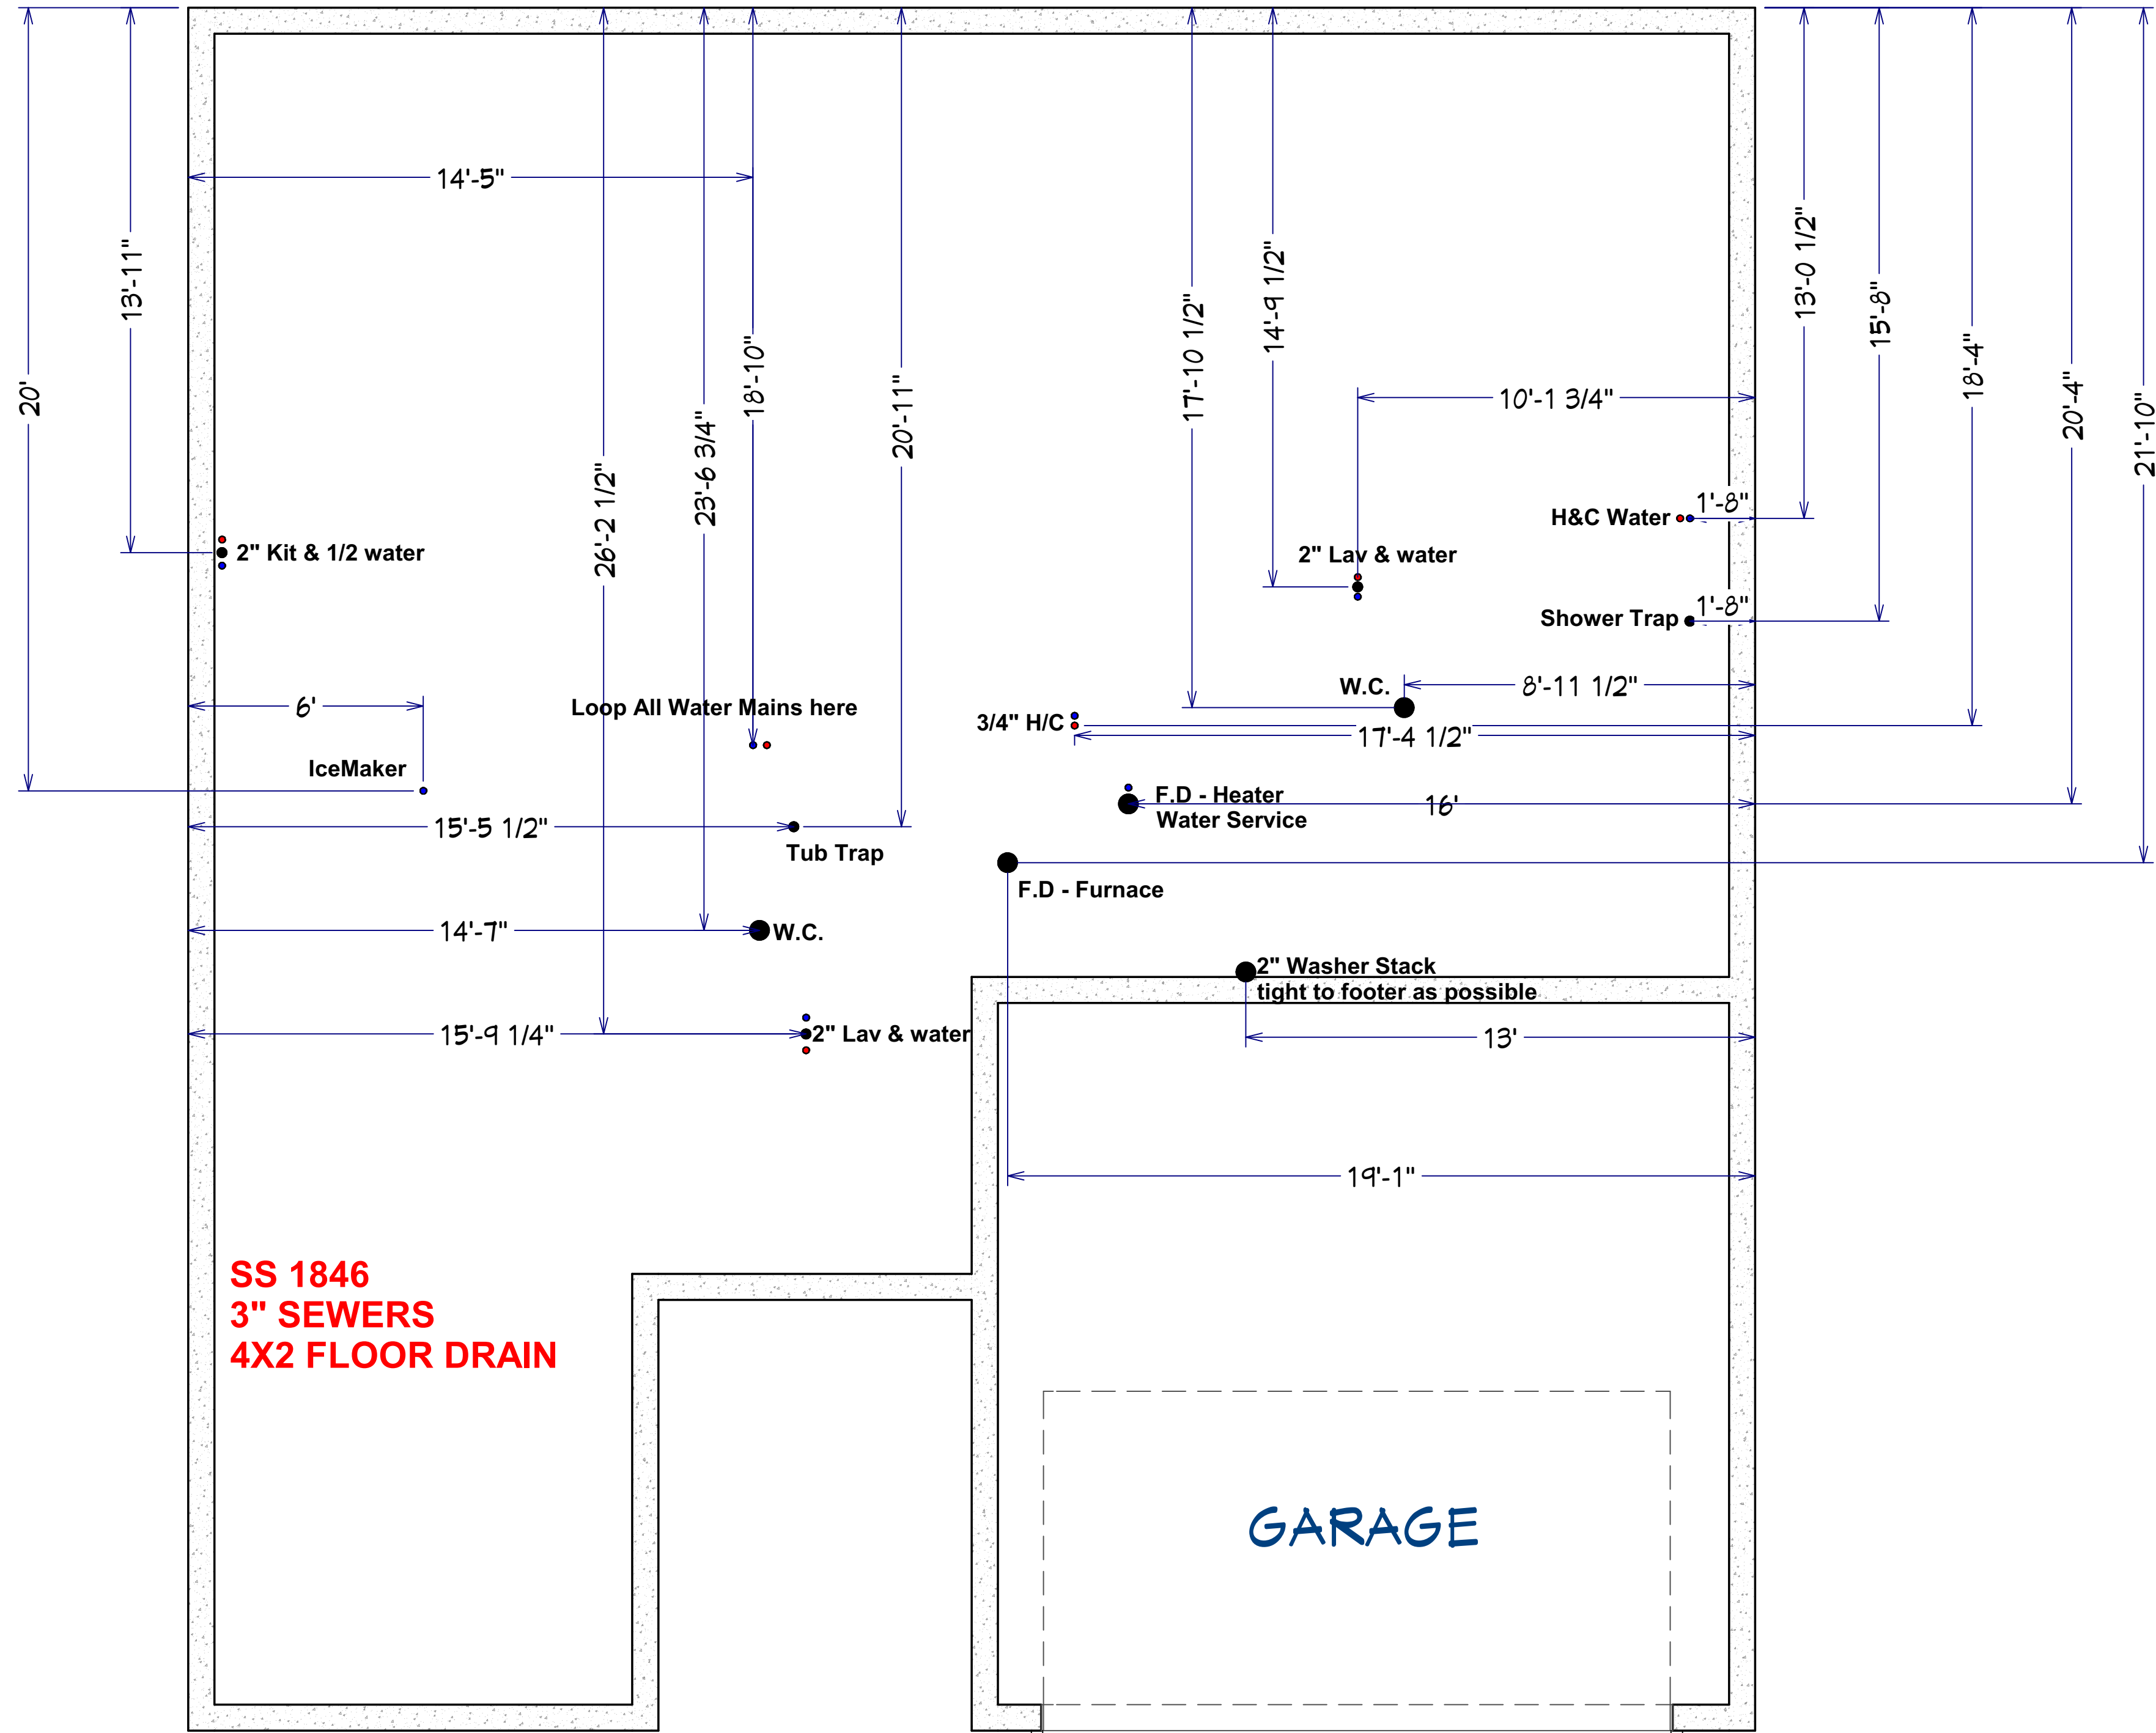 14'-5"
13'-11"
20'
18'-10"
23'-6 3/4"
26'-2 1/2"
20'-11"
17'-10 1/2"
14'-9 1/2"
13'-0 1/2"
15'-8"
18'-4"
20'-4"
21'-10"
10'-1 3/4"
1'-8"
H&C Water
2" Kit & 1/2 water
2" Lav & water
1'-8"
Shower Trap
W.C.
8'-11 1/2"
6'
Loop All Water Mains here
3/4" H/C
17'-4 1/2"
IceMaker
F.D - Heater
Water Service
16'
15'-5 1/2"
Tub Trap
F.D - Furnace
14'-7"
W.C.
2" Washer Stack
tight to footer as possible
15'-9 1/4"
2" Lav & water
13'
19'-1"
SS 1846
3" SEWERS
4X2 FLOOR DRAIN
GARAGE